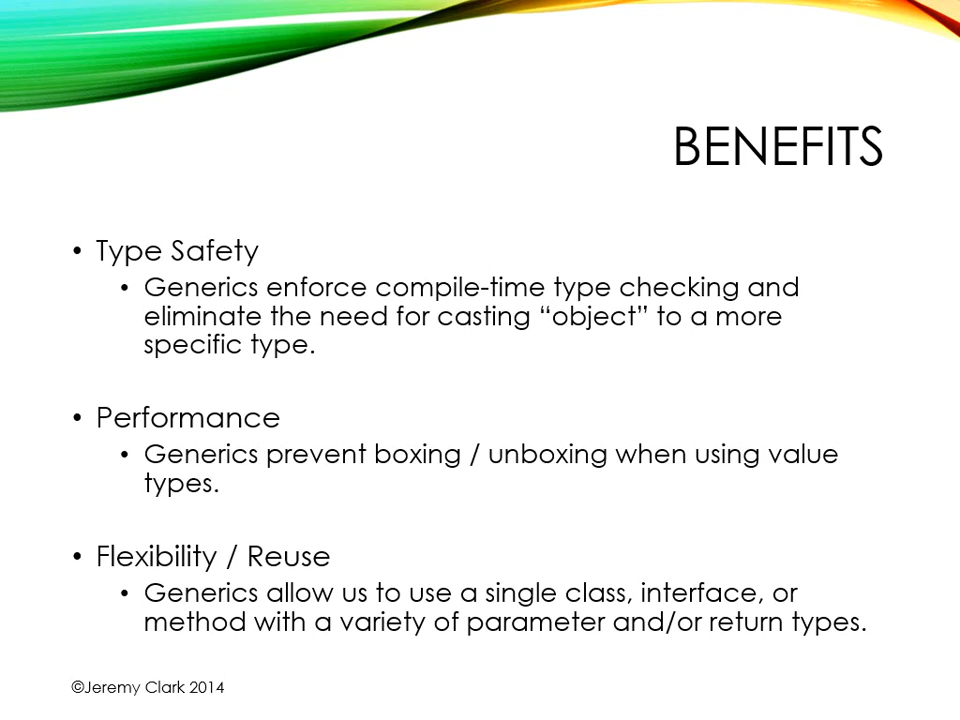 BENEFITS
• Type Safety
• Generics enforce compile-time type checking and
eliminate the need for casting “object” to a more
specific type.
• Performance
• Generics prevent boxing / unboxing when using value
types.
• Flexibility / Reuse
• Generics allow us to use a single class, interface, or
method with a variety of parameter and/or return types.
©Jeremy Clark 2014